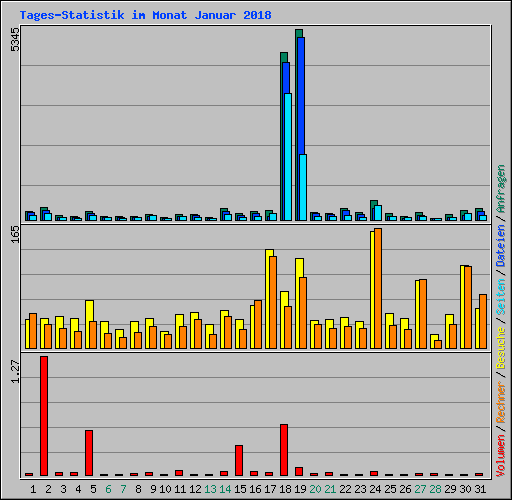 Tages-Statistik im Monat Januar 2018
5345
165
1.27
Volumen / Rechner / Besuche / Seiten / Dateien / Anfragen
1 2 3 4 5 6 7 8 9 10 11 12 13 14 15 16 17 18 19 20 21 22 23 24 25 26 27 28 29 30 31